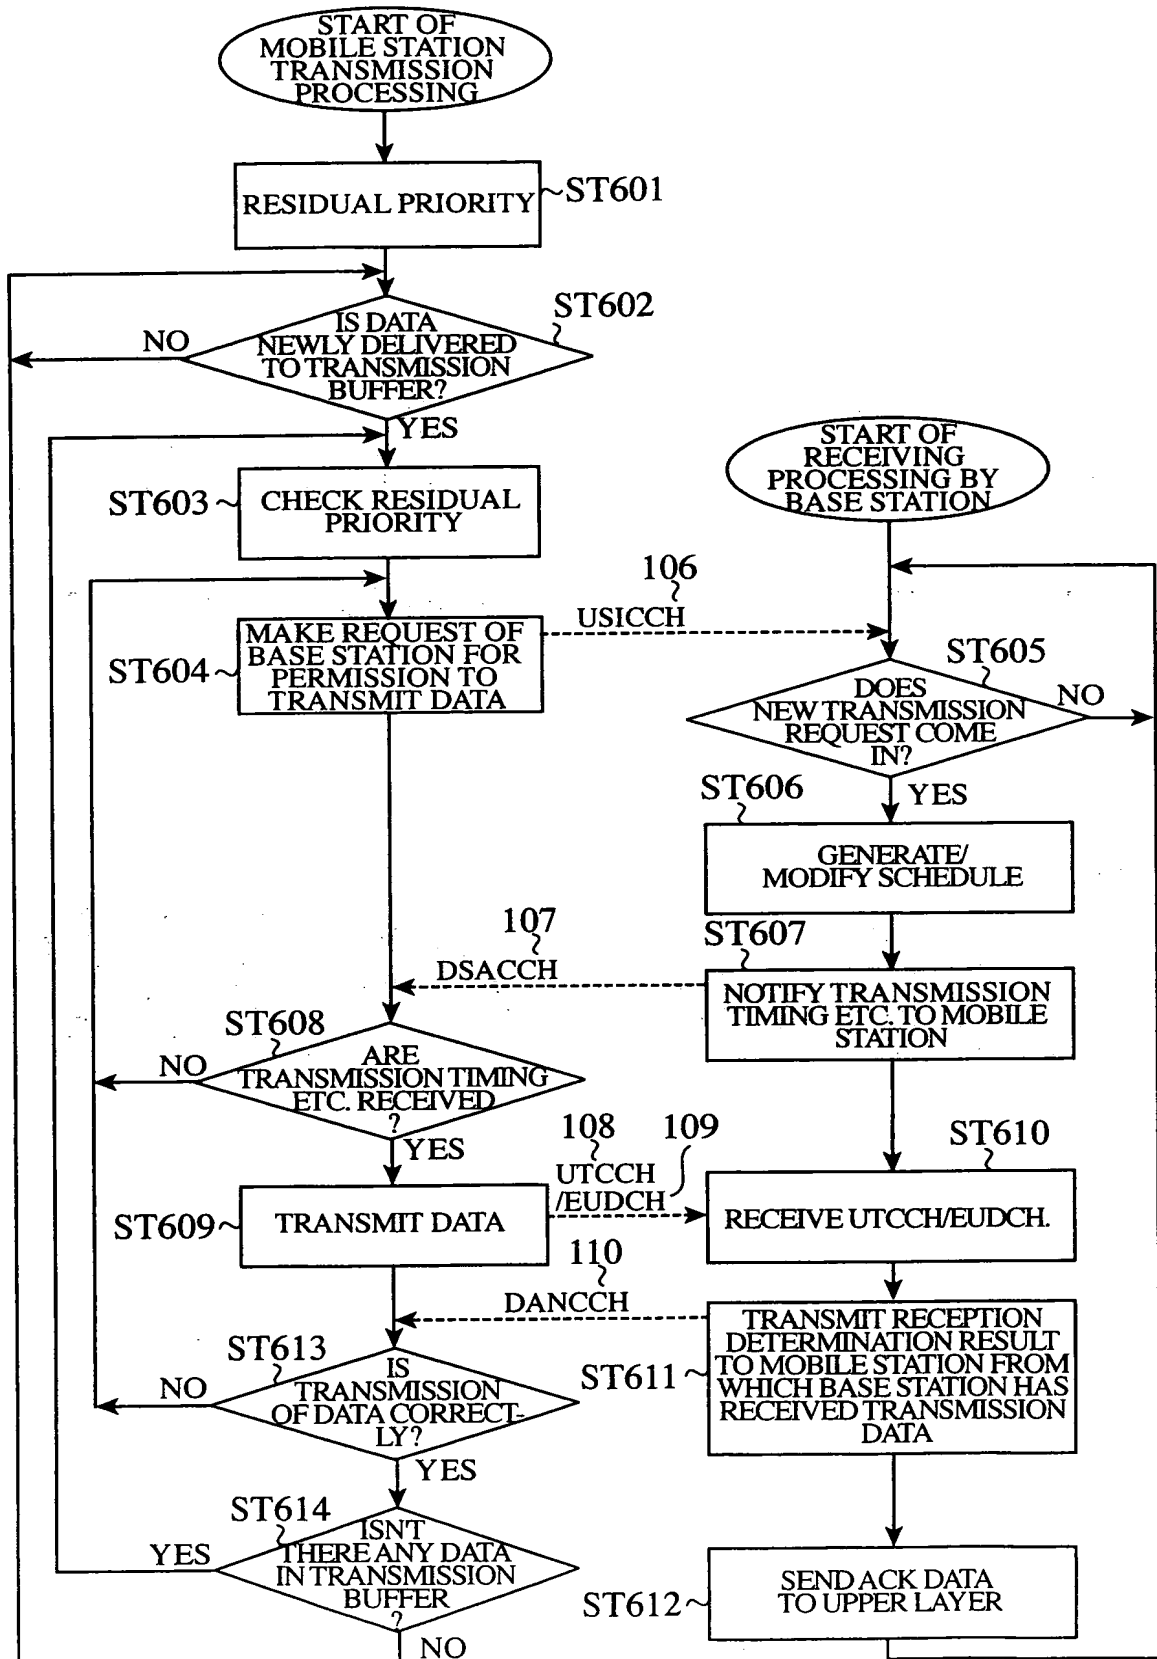 START OF
MOBILE STATION
TRANSMISSION
PROCESSING
RESIDUAL PRIORITY
ST601
IS DATA
NEWLY DELIVERED
TO TRANSMISSION
BUFFER?
ST602
NO
YES
ST603
CHECK RESIDUAL
PRIORITY
START OF
RECEIVING
PROCESSING BY
BASE STATION
106
USICCH
ST604
MAKE REQUEST OF
BASE STATION FOR
PERMISSION TO
TRANSMIT DATA
ST605
DOES
NEW TRANSMISSION
REQUEST COME
IN?
NO
YES
ST606
GENERATE/
MODIFY SCHEDULE
107
DSACCH
ST607
NOTIFY TRANSMISSION
TIMING ETC. TO MOBILE
STATION
ST608
ARE
TRANSMISSION TIMING
ETC. RECEIVED
?
NO
YES
108
109
UTCCH
/EUDCH
ST609
TRANSMIT DATA
ST610
RECEIVE UTCCH/EUDCH.
110
DANCCH
ST611
TRANSMIT RECEPTION
DETERMINATION RESULT
TO MOBILE STATION FROM
WHICH BASE STATION HAS
RECEIVED TRANSMISSION
DATA
ST613
IS
TRANSMISSION
OF DATA CORRECT-
LY?
NO
YES
ST614
ISNT
THERE ANY DATA
IN TRANSMISSION
BUFFER
?
YES
NO
ST612
SEND ACK DATA
TO UPPER LAYER